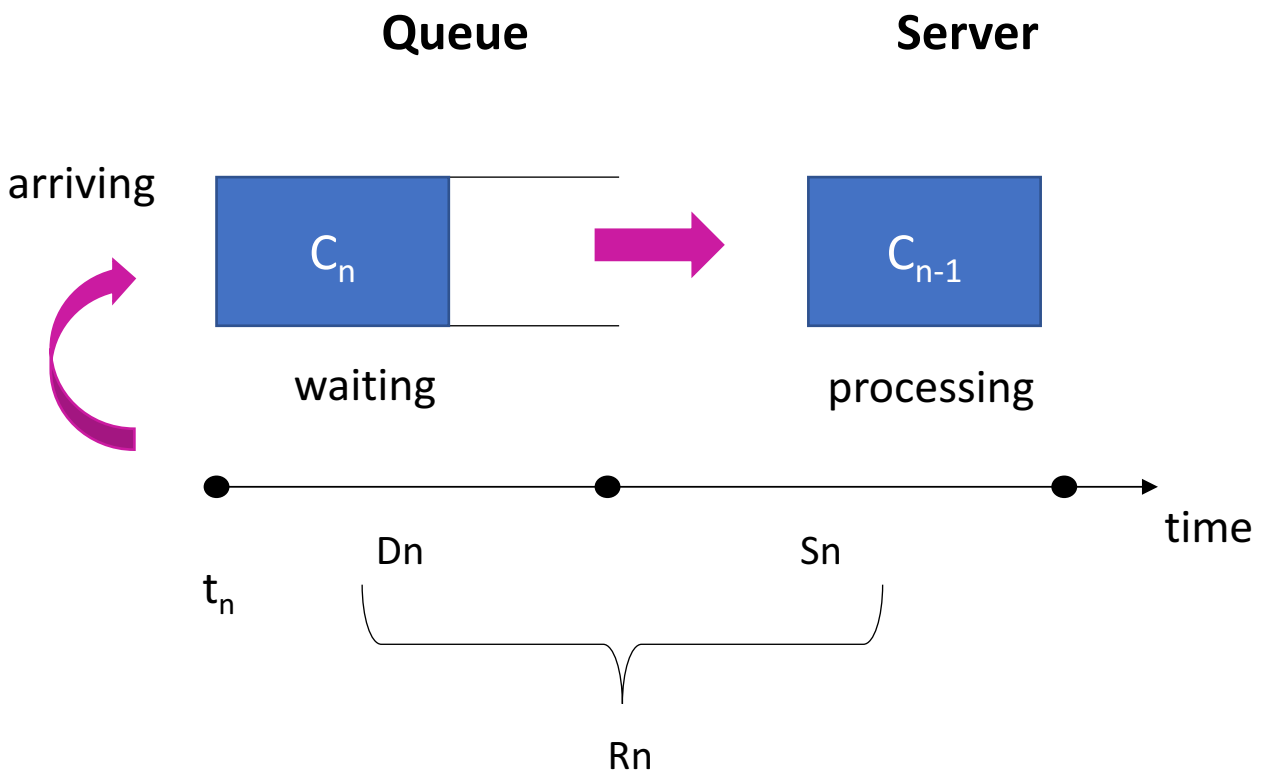 Queue
Server
arriving
Cₙ
Cₙ₋₁
waiting
processing
time
Dn
Sn
tₙ
Rn